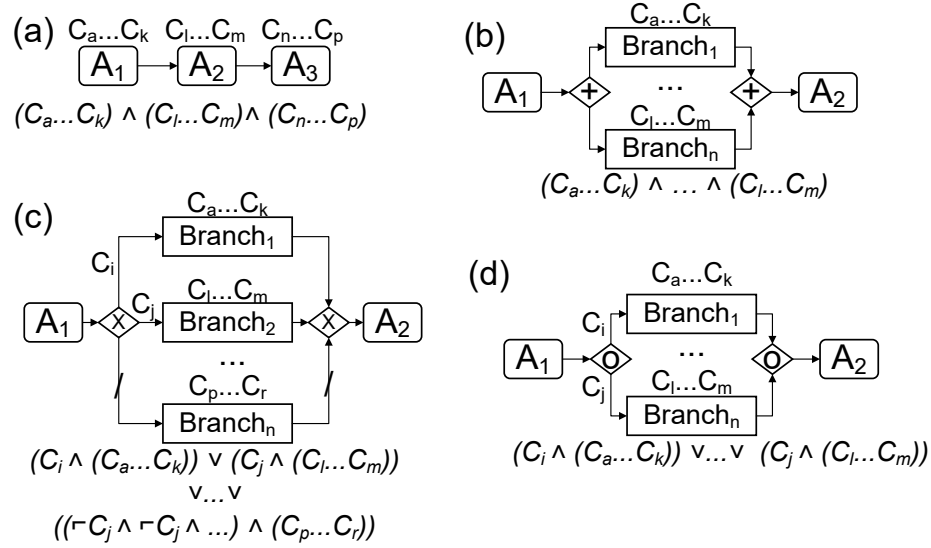 (a)
Cₐ...Cₖ Cₗ...Cₘ Cₙ...Cₚ
A₁ A₂ A₃
(Cₐ...Cₖ) ∧ (Cₗ...Cₘ)∧ (Cₙ...Cₚ)
(b)
Cₐ...Cₖ
Branch₁
A₁ + ... + A₂
Cₗ...Cₘ
Branchₙ
(Cₐ...Cₖ) ∧ ... ∧ (Cₗ...Cₘ)
(c)
Cₐ...Cₖ
Branch₁
Cᵢ
Cⱼ Cₗ...Cₘ
A₁ X Branch₂ X A₂
...
Cₚ...Cᵣ
Branchₙ
(Cᵢ ∧ (Cₐ...Cₖ)) ∨ (Cⱼ ∧ (Cₗ...Cₘ))
∨...∨
((⌐Cⱼ ∧ ⌐Cⱼ ∧ ...) ∧ (Cₚ...Cᵣ))
(d)
Cₐ...Cₖ
Branch₁
Cᵢ
A₁ O ... O A₂
Cⱼ Cₗ...Cₘ
Branchₙ
(Cᵢ ∧ (Cₐ...Cₖ)) ∨...∨ (Cⱼ ∧ (Cₗ...Cₘ))